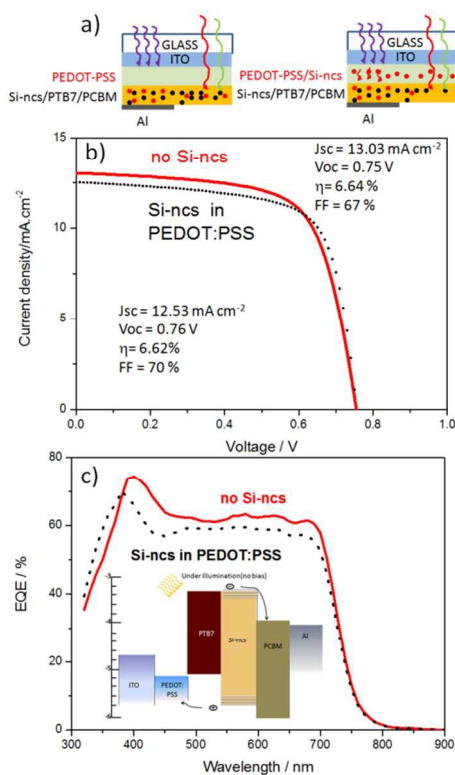 a)
GLASS
ITO
PEDOT-PSS
Si-ncs/PTB7/PCBM
Al
GLASS
ITO
PEDOT-PSS/Si-ncs
Si-ncs/PTB7/PCBM
Al
b)
no Si-ncs
Jsc = 13.03 mA cm-2
Voc = 0.75 V
η = 6.64 %
FF = 67 %
Si-ncs in
PEDOT:PSS
Jsc = 12.53 mA cm-2
Voc = 0.76 V
η = 6.62%
FF = 70 %
Current density/mA.cm-2
15
10
5
0
0.0 0.2 0.4 0.6 0.8 1.0
Voltage / V
c)
no Si-ncs
Si-ncs in PEDOT:PSS
Under Illumination(no bias)
-3
-4
-5
-6
ITO
PEDOT:
PSS
PTB7
Si-ncs
PCBM
Al
EQE / %
80
60
40
20
0
300 400 500 600 700 800 900
Wavelength / nm